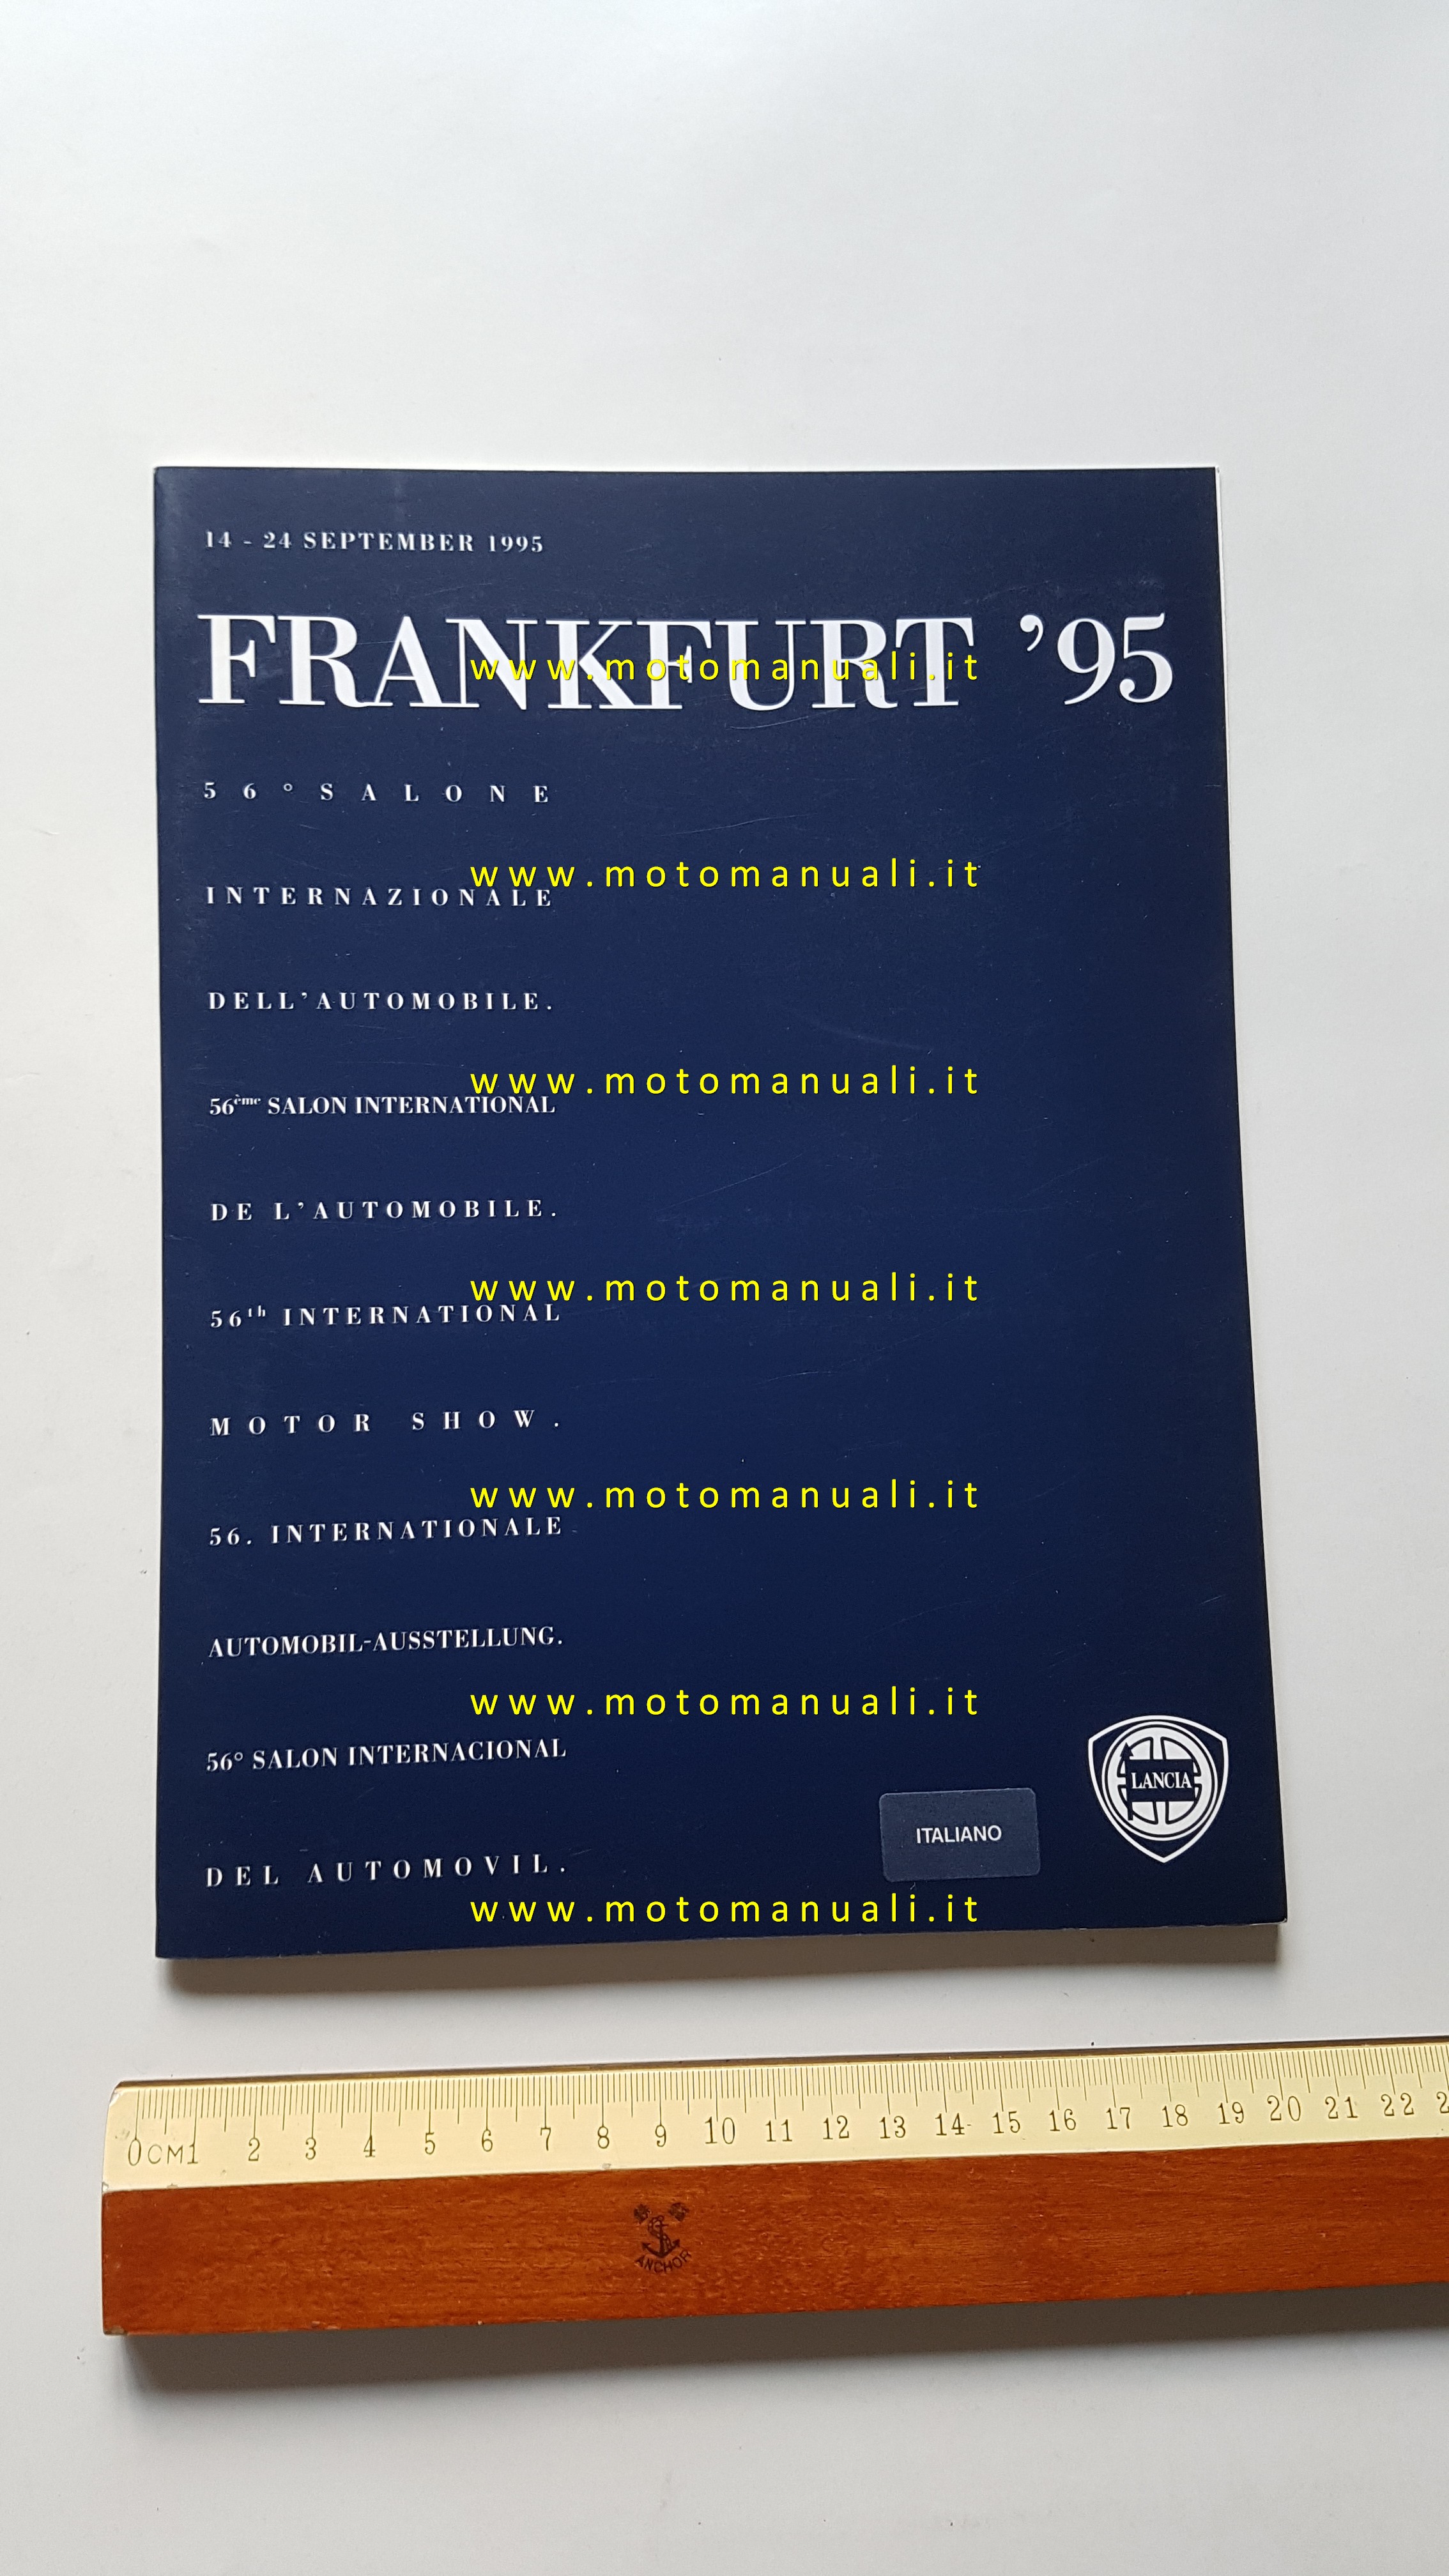 14 - 24 SEPTEMBER 1995
FRANKFURT ’95
www.motomanuali.it
56° SALONE
www.motomanuali.it
INTERNAZIONALE
DELL’AUTOMOBILE.
www.motomanuali.it
56ème SALON INTERNATIONAL
DE L’AUTOMOBILE.
www.motomanuali.it
56th INTERNATIONAL
MOTOR SHOW.
www.motomanuali.it
56. INTERNATIONALE
AUTOMOBIL-AUSSTELLUNG.
www.motomanuali.it
56° SALON INTERNACIONAL
LANCIA
ITALIANO
DEL AUTOMOVIL.
www.motomanuali.it
0CM1 2 3 4 5 6 7 8 9 10 11 12 13 14 15 16 17 18 19 20 21 22 2
ANCHOR